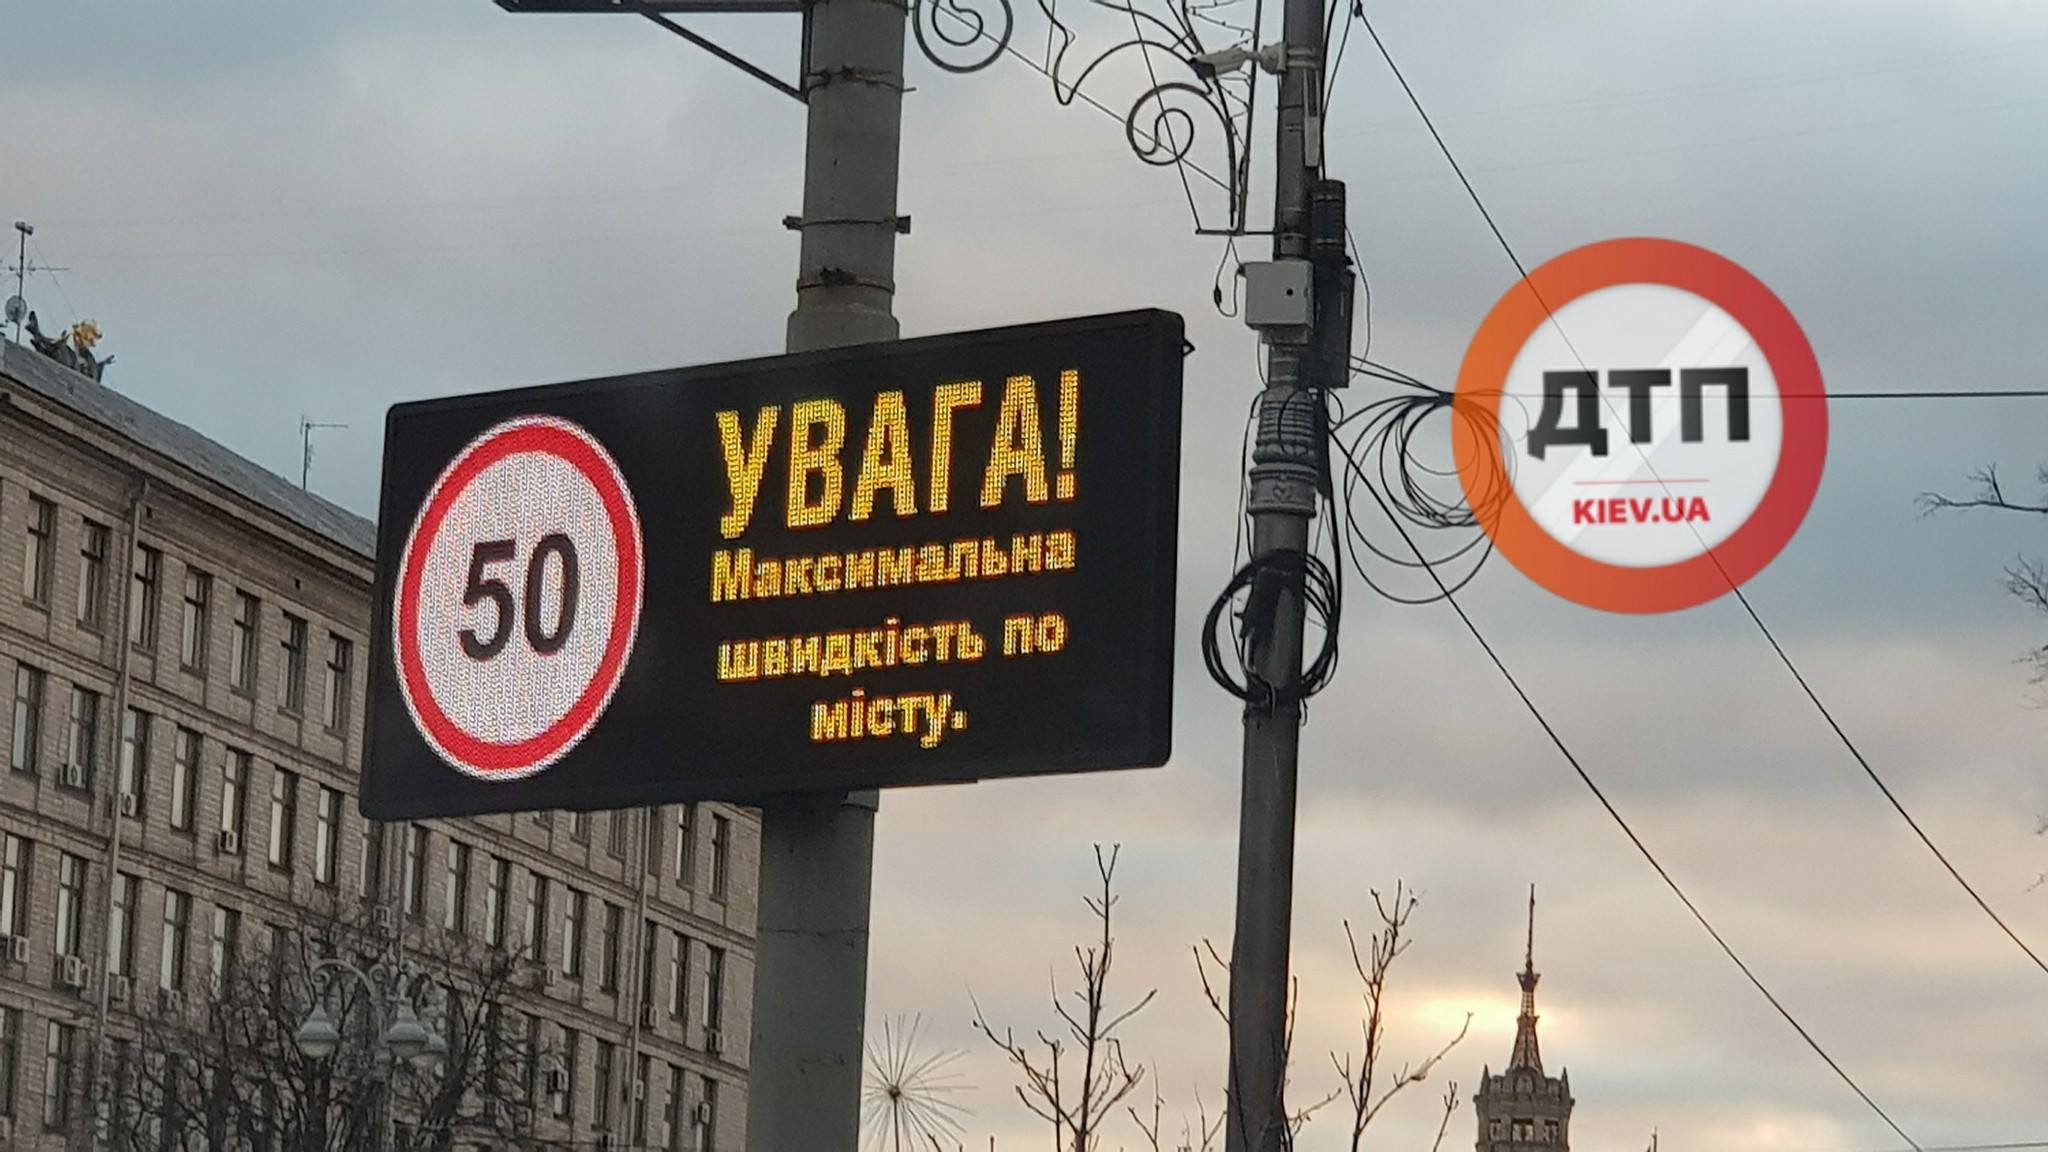 50
УВАГА!
Максимальна
швидкість по
місту.
ДТП
KIEV.UA